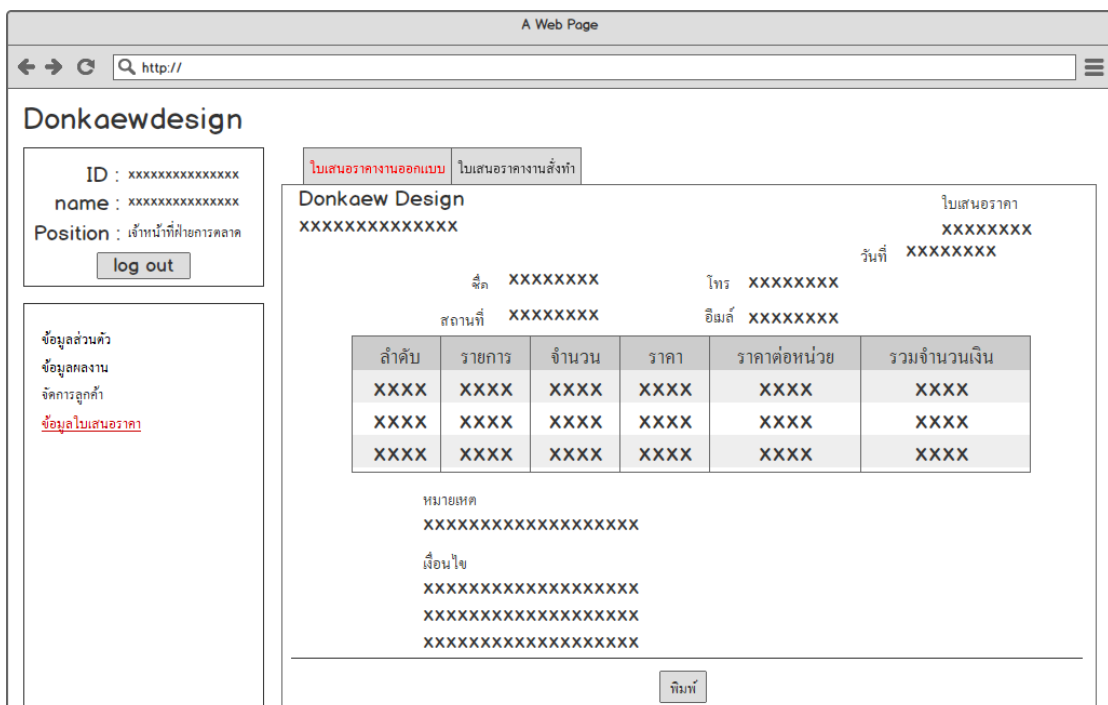 A Web Page
http://
Donkaewdesign
ID : xxxxxxxxxxxxxxx
name : xxxxxxxxxxxxxxx
Position : เจ้าหน้าที่ฝ่ายการตลาด
log out
ข้อมูลส่วนตัว
ข้อมูลผลงาน
จัดการลูกค้า
ข้อมูลใบเสนอราคา
ใบเสนอราคางานออกแบบ ใบเสนอราคางานสั่งทำ
Donkaew Design ใบเสนอราคา
XXXXXXXXXXXXXX XXXXXXXX
วันที่ XXXXXXXX
ชื่อ XXXXXXXX โทร XXXXXXXX
สถานที่ XXXXXXXX อีเมล์ XXXXXXXX
ลำดับ รายการ จำนวน ราคา ราคาต่อหน่วย รวมจำนวนเงิน
XXXX XXXX XXXX XXXX XXXX XXXX
XXXX XXXX XXXX XXXX XXXX XXXX
XXXX XXXX XXXX XXXX XXXX XXXX
หมายเหต
XXXXXXXXXXXXXXXXXXX
เงื่อนไข
XXXXXXXXXXXXXXXXXXX
XXXXXXXXXXXXXXXXXXX
XXXXXXXXXXXXXXXXXXX
พิมพ์